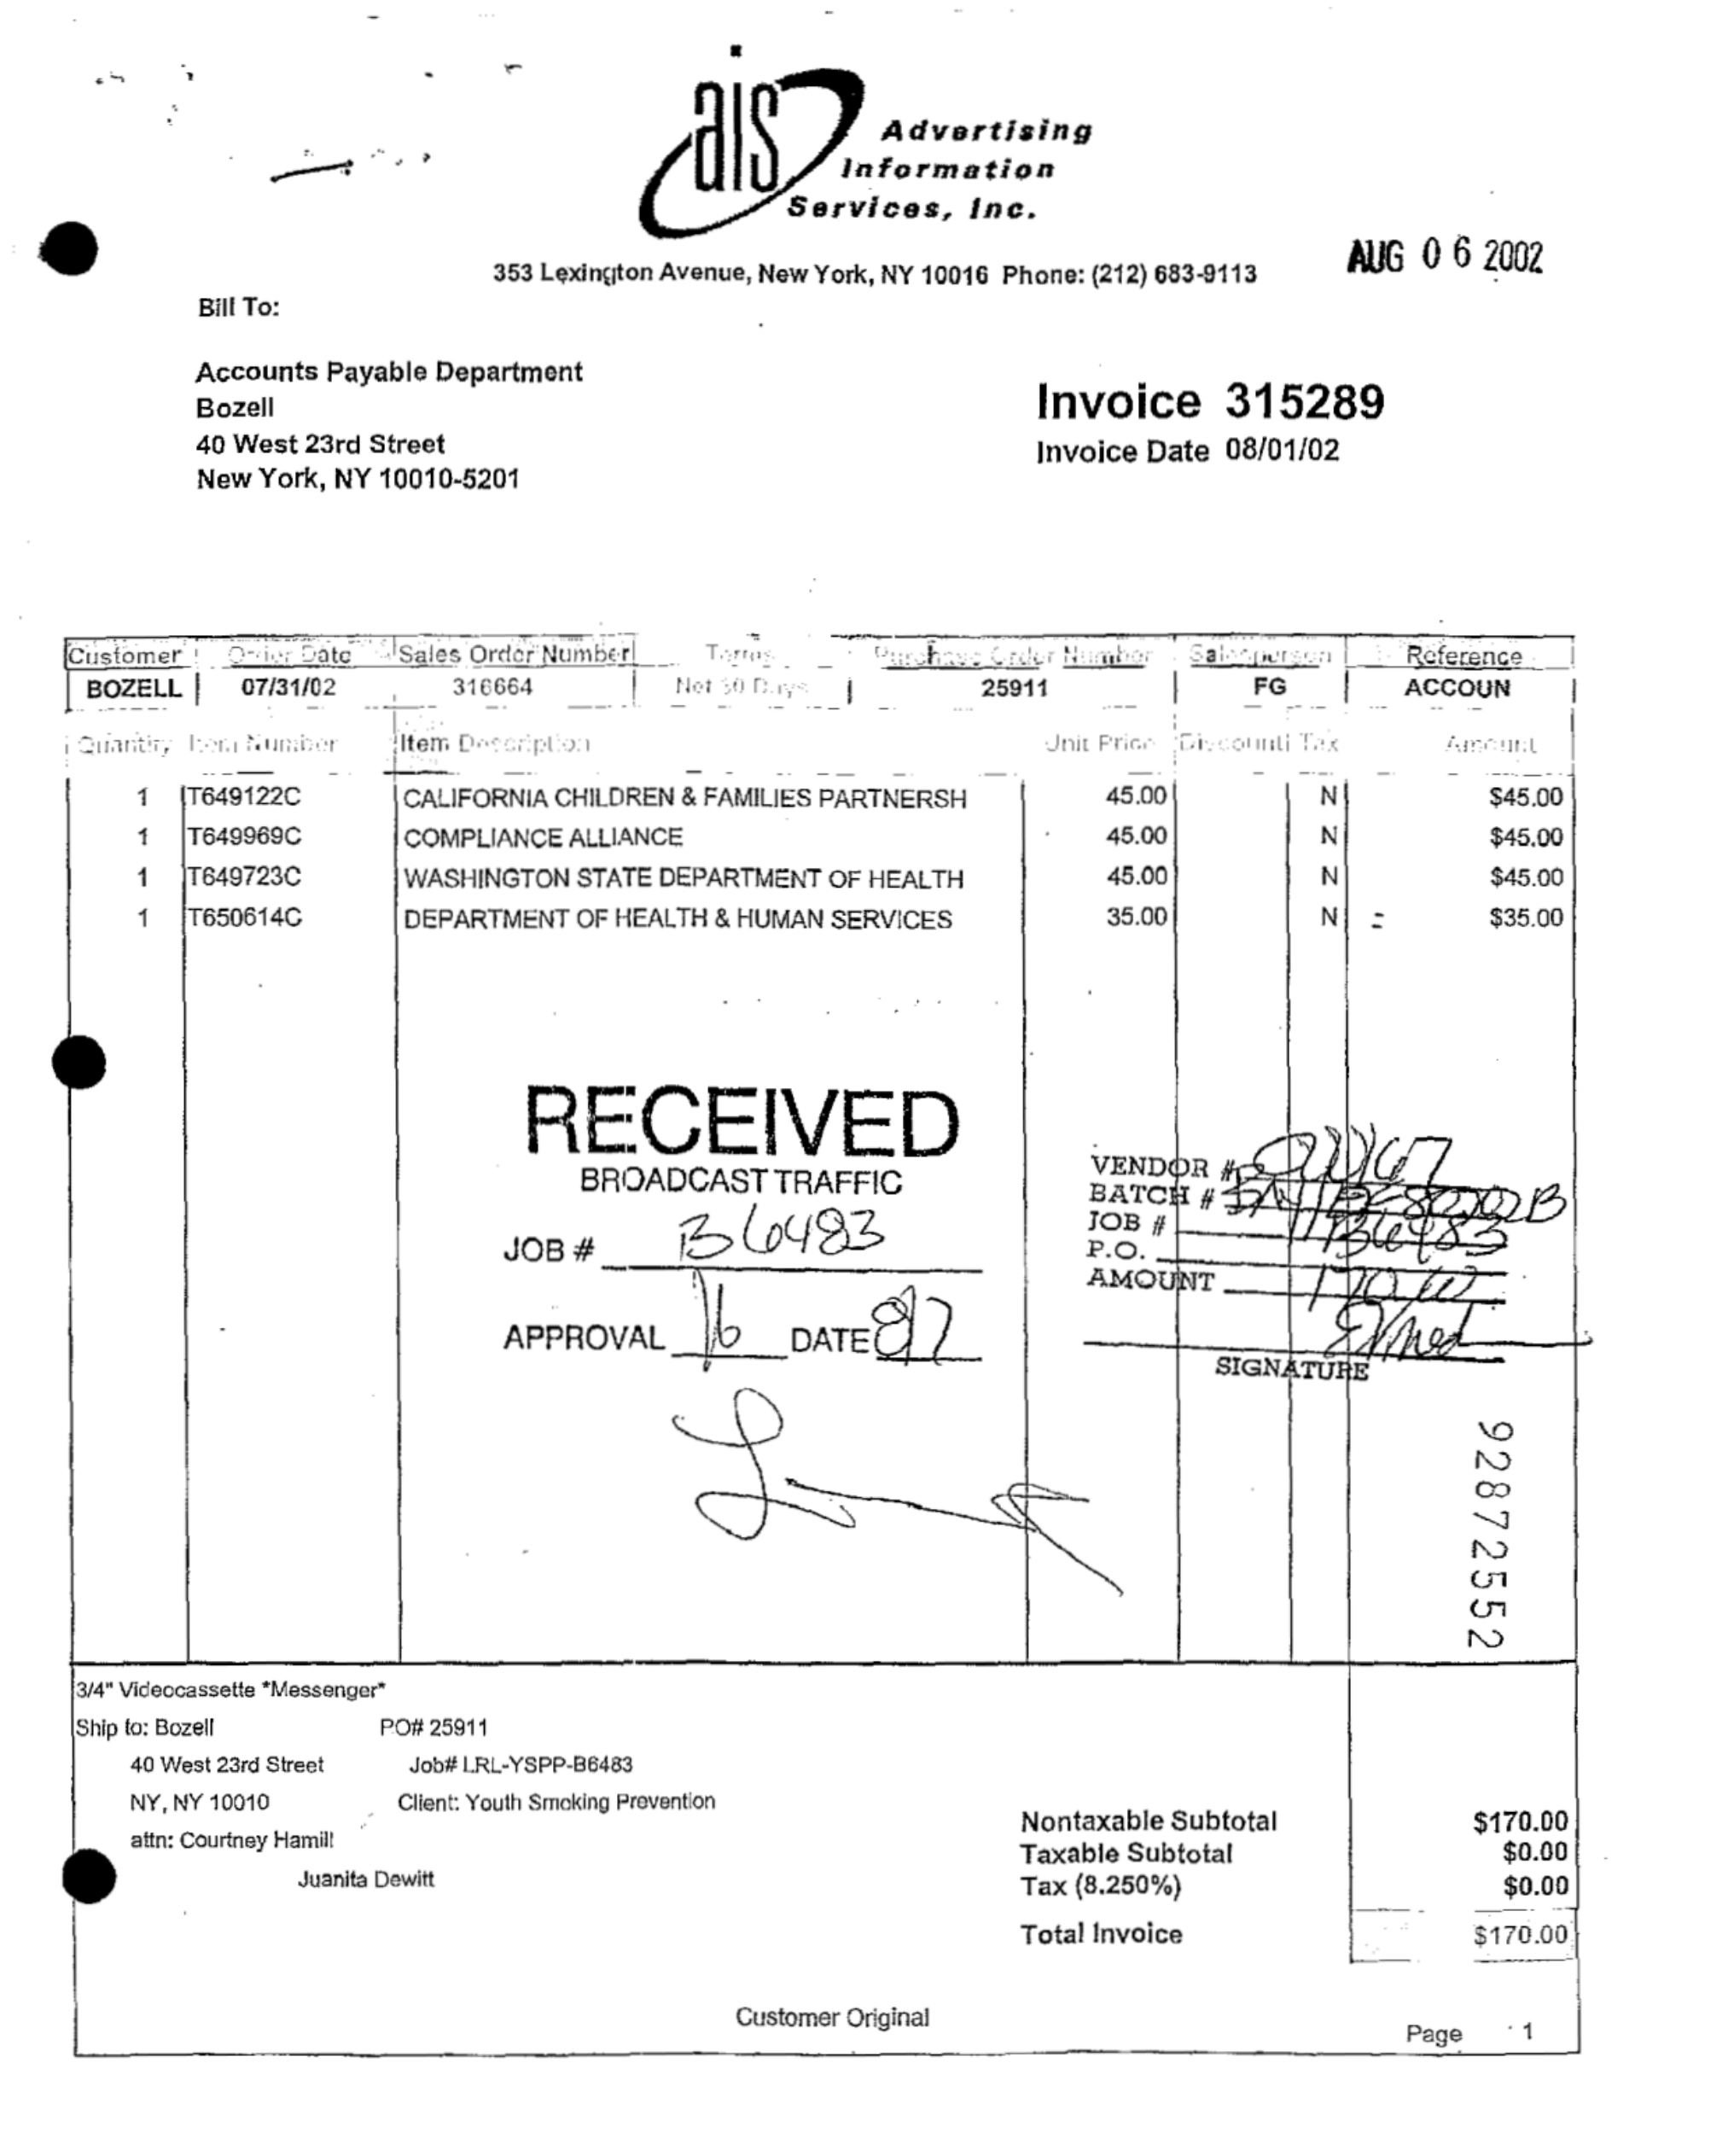 ais Advertising
Information
Services, Inc.
353 Lexington Avenue, New York, NY 10016 Phone: (212) 683-9113
AUG 06 2002
Bill To:
Accounts Payable Department
Bozell
40 West 23rd Street
New York, NY 10010-5201
Invoice 315289
Invoice Date 08/01/02
Customer Order Date Sales Order Number Terms Purchase Order Number Salesperson Reference
BOZELL 07/31/02 316664 Net 30 Days 25911 FG ACCOUN
Quantity Item Number Item Description Unit Price Discount Tax Amount
1 T649122C CALIFORNIA CHILDREN & FAMILIES PARTNERSH 45.00 N $45.00
1 T649969C COMPLIANCE ALLIANCE 45.00 N $45.00
1 T649723C WASHINGTON STATE DEPARTMENT OF HEALTH 45.00 N $45.00
1 T650614C DEPARTMENT OF HEALTH & HUMAN SERVICES 35.00 N $35.00
RECEIVED
BROADCAST TRAFFIC
JOB # B6483
APPROVAL DATE 8/7
VENDOR #
BATCH #
JOB # B6483
P.O.
AMOUNT 170.00
SIGNATURE
92872552
3/4" Videocassette *Messenger*
Ship to: Bozell PO# 25911
40 West 23rd Street Job# LRL-YSPP-B6483
NY, NY 10010 Client: Youth Smoking Prevention
attn: Courtney Hamill
Juanita Dewitt
Nontaxable Subtotal $170.00
Taxable Subtotal $0.00
Tax (8.250%) $0.00
Total Invoice $170.00
Customer Original
Page 1